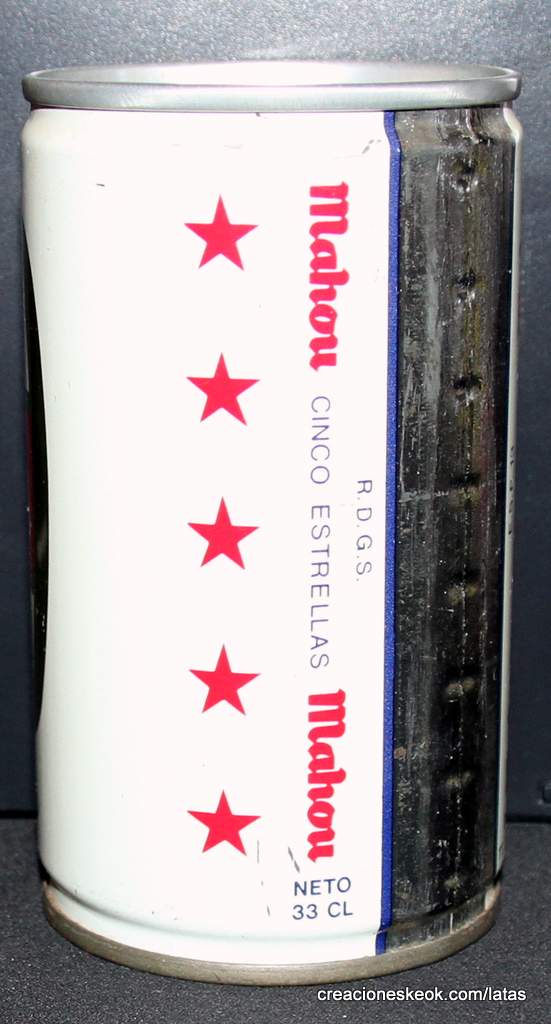 Mahou CINCO ESTRELLAS Mahou
R.D.G.S.
NETO
33 CL
creacioneskeok.com/latas